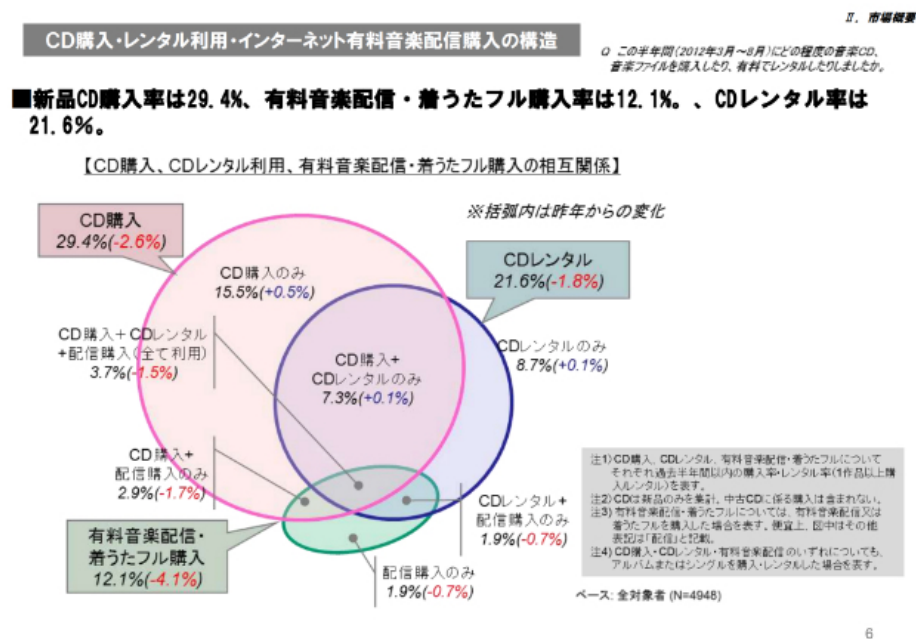 Ⅱ. 市場概要
CD購入・レンタル利用・インターネット有料音楽配信購入の構造
Q この半年間(2012年3月～8月)にどの程度の音楽CD、
音楽ファイルを購入したり、有料でレンタルしたりしましたか。
■新品CD購入率は29.4%、有料音楽配信・着うたフル購入率は12.1%。、CDレンタル率は
21.6%。
【CD購入、CDレンタル利用、有料音楽配信・着うたフル購入の相互関係】
※括弧内は昨年からの変化
CD購入
29.4%(-2.6%)
CDレンタル
21.6%(-1.8%)
CD購入のみ
15.5%(+0.5%)
CD購入+CDレンタル
+配信購入(全て利用)
3.7%(-1.5%)
CD購入+
CDレンタルのみ
7.3%(+0.1%)
CDレンタルのみ
8.7%(+0.1%)
CD購入+
配信購入のみ
2.9%(-1.7%)
CDレンタル+
配信購入のみ
1.9%(-0.7%)
有料音楽配信・
着うたフル購入
12.1%(-4.1%)
配信購入のみ
1.9%(-0.7%)
注1)CD購入、CDレンタル、有料音楽配信・着うたフルについて
それぞれ過去半年間以内の購入率・レンタル率(1作品以上購
入/レンタル)を表す。
注2)CDは新品のみを集計。中古CDに係る購入は含まれない。
注3)有料音楽配信・着うたフルについては、有料音楽配信又は
着うたフルを購入した場合を表す。便宜上、図中はその他
表記は「配信」と記載。
注4)CD購入・CDレンタル・有料音楽配信のいずれについても、
アルバムまたはシングルを購入・レンタルした場合を表す。
ベース: 全対象者 (N=4948)
6